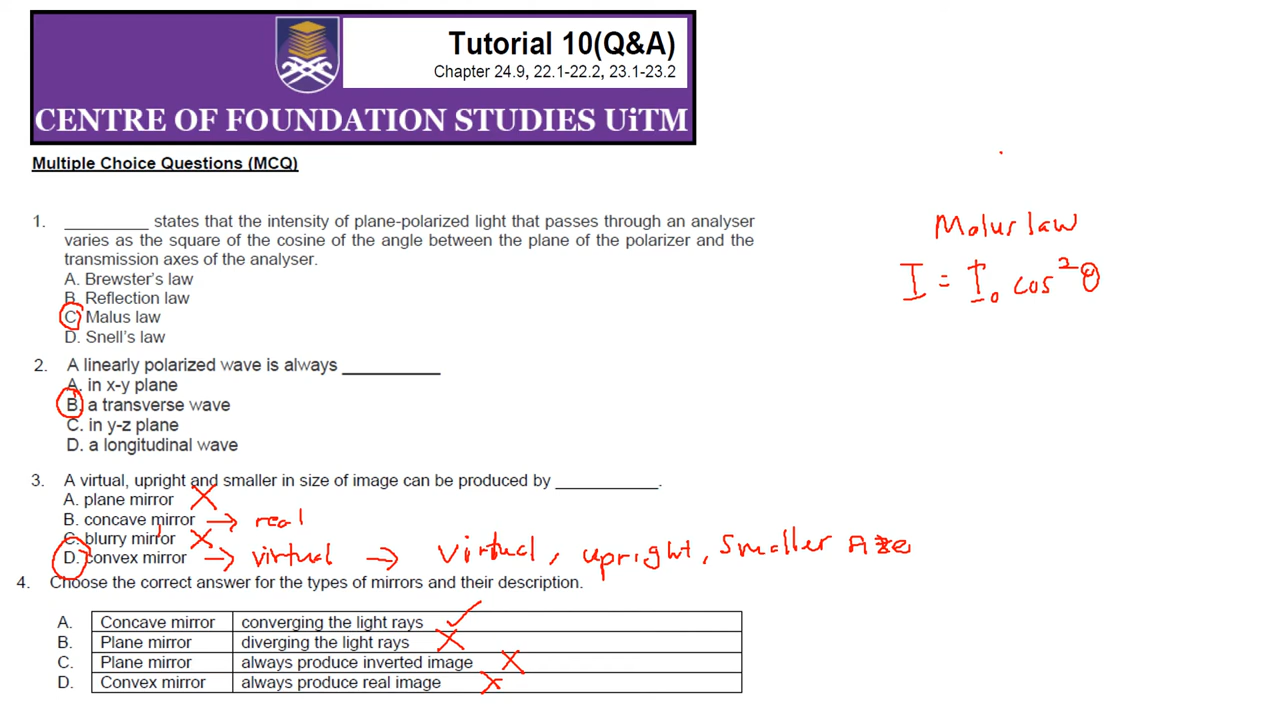 Tutorial 10(Q&A)
Chapter 24.9, 22.1-22.2, 23.1-23.2
CENTRE OF FOUNDATION STUDIES UiTM
Multiple Choice Questions (MCQ)
1. _________ states that the intensity of plane-polarized light that passes through an analyser
varies as the square of the cosine of the angle between the plane of the polarizer and the
transmission axes of the analyser.
A. Brewster's law
B. Reflection law
C. Malus law
D. Snell's law
Malus law
I = I₀ cos²θ
2. A linearly polarized wave is always __________
A. in x-y plane
B. a transverse wave
C. in y-z plane
D. a longitudinal wave
3. A virtual, upright and smaller in size of image can be produced by ___________.
A. plane mirror ✗
B. concave mirror → real
C. blurry mirror ✗
D. convex mirror → virtual → virtual, upright, smaller
4. Choose the correct answer for the types of mirrors and their description.
A. Concave mirror converging the light rays ✓
B. Plane mirror diverging the light rays ✗
C. Plane mirror always produce inverted image ✗
D. Convex mirror always produce real image ✗